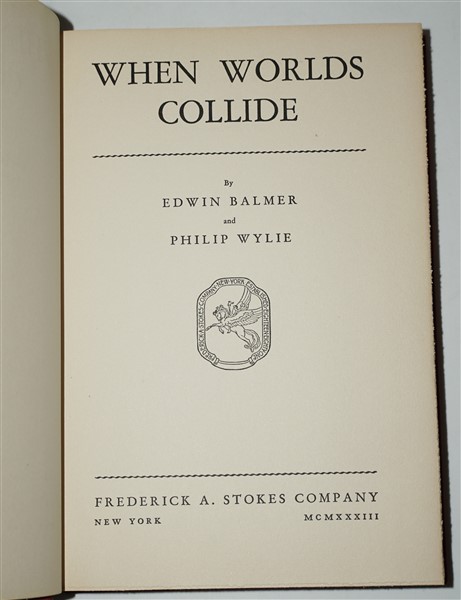 WHEN WORLDS
COLLIDE
By
EDWIN BALMER
and
PHILIP WYLIE
FREDERICK A. STOKES COMPANY
NEW YORK MCMXXXIII